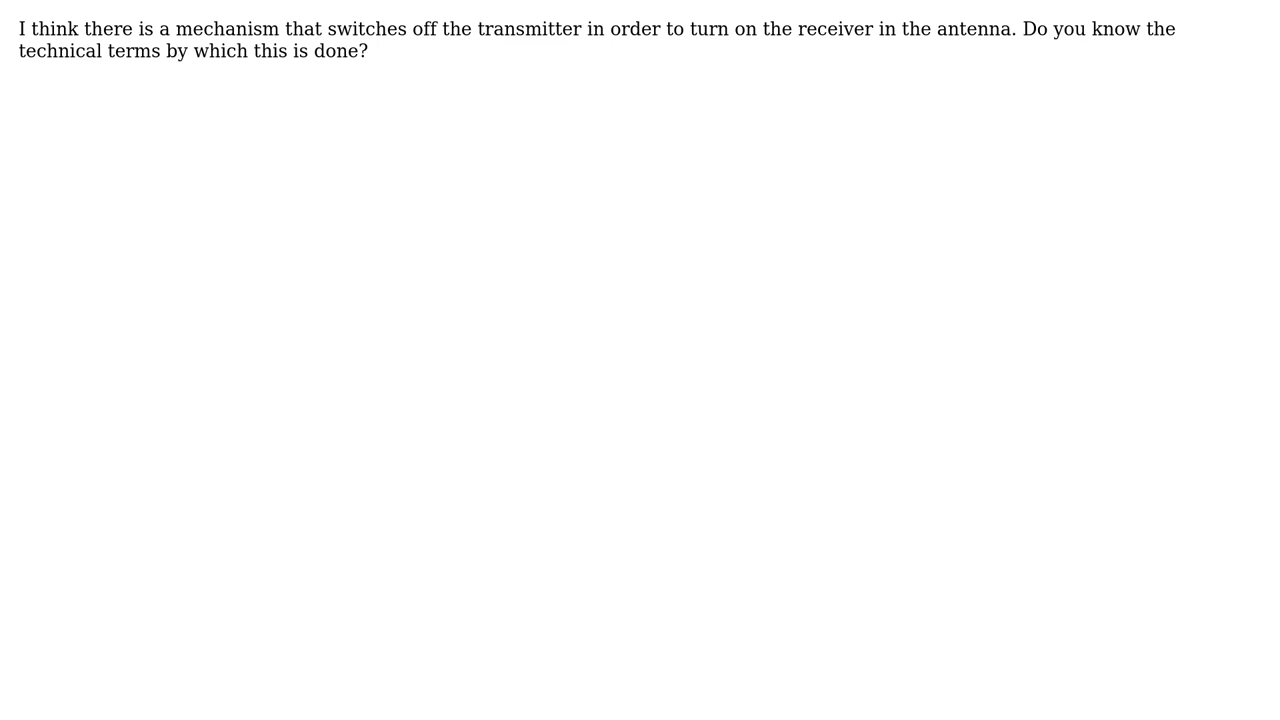 I think there is a mechanism that switches off the transmitter in order to turn on the receiver in the antenna. Do you know the
technical terms by which this is done?